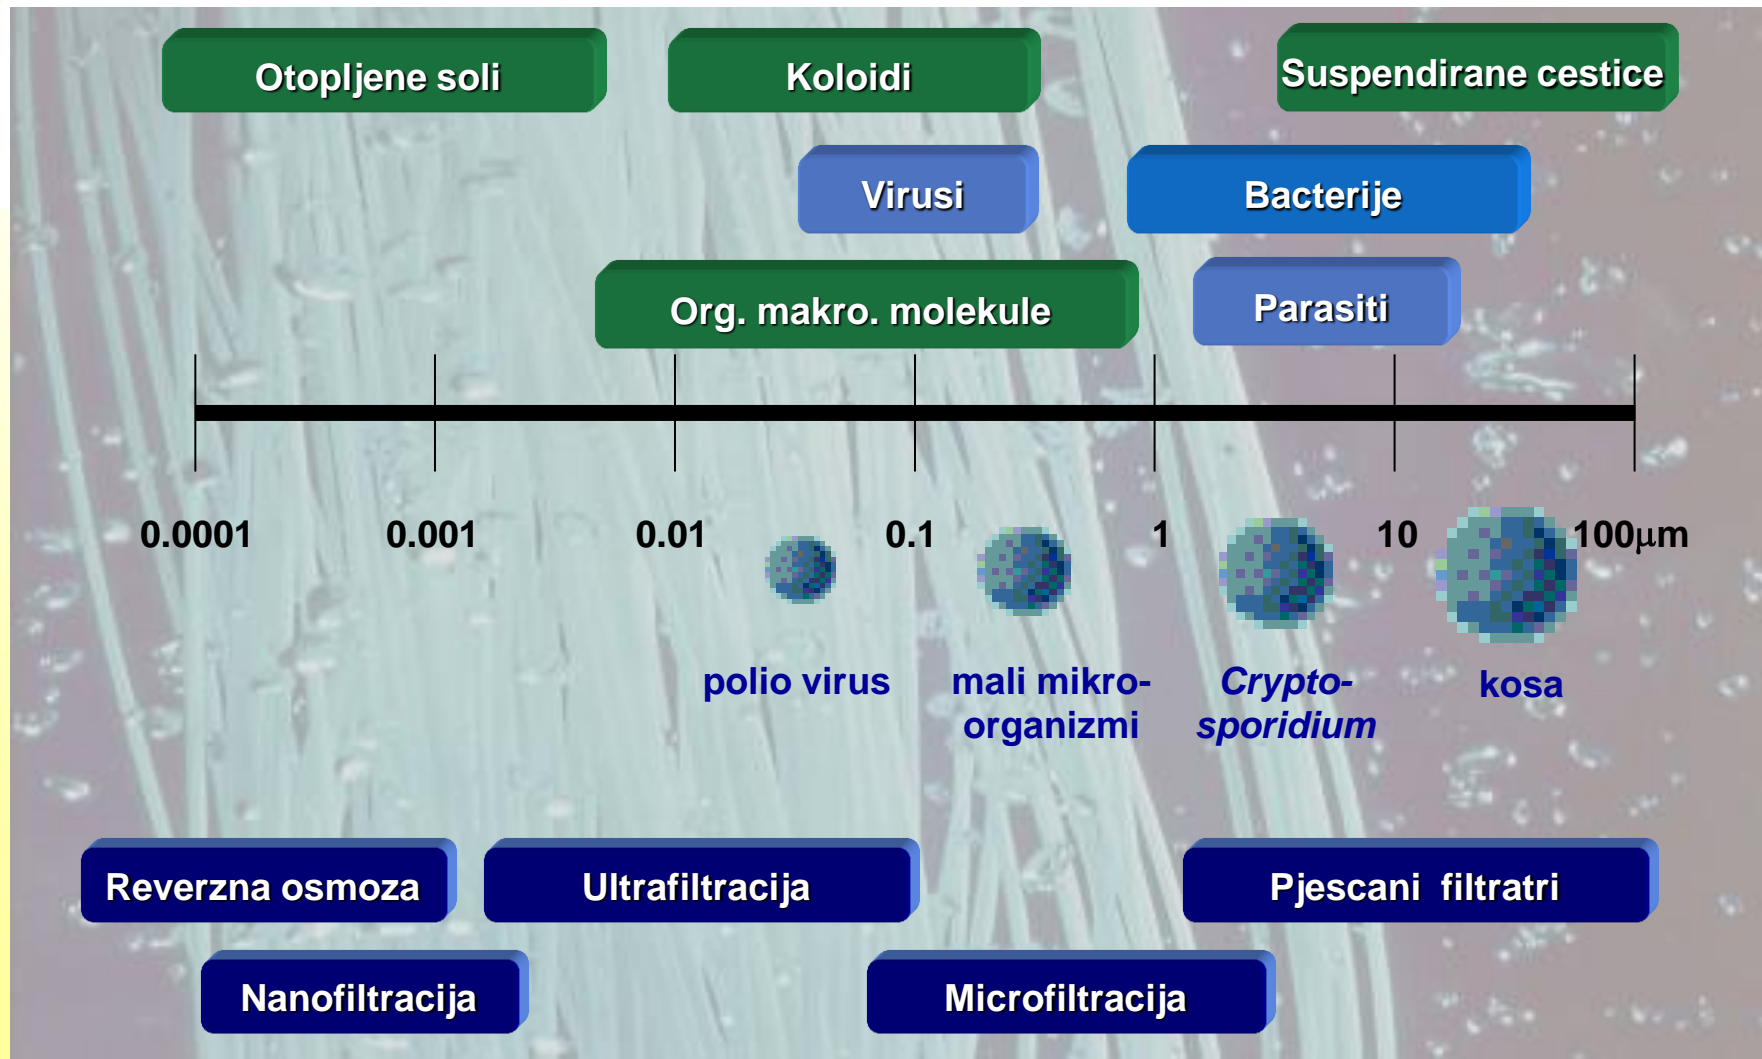 Otopljene soli
Koloidi
Suspendirane cestice
Virusi
Bacterije
Org. makro. molekule
Parasiti
0.0001
0.001
0.01
0.1
1
10
100μm
polio virus
mali mikro-
organizmi
Crypto-
sporidium
kosa
Reverzna osmoza
Ultrafiltracija
Pjescani filtratri
Nanofiltracija
Microfiltracija